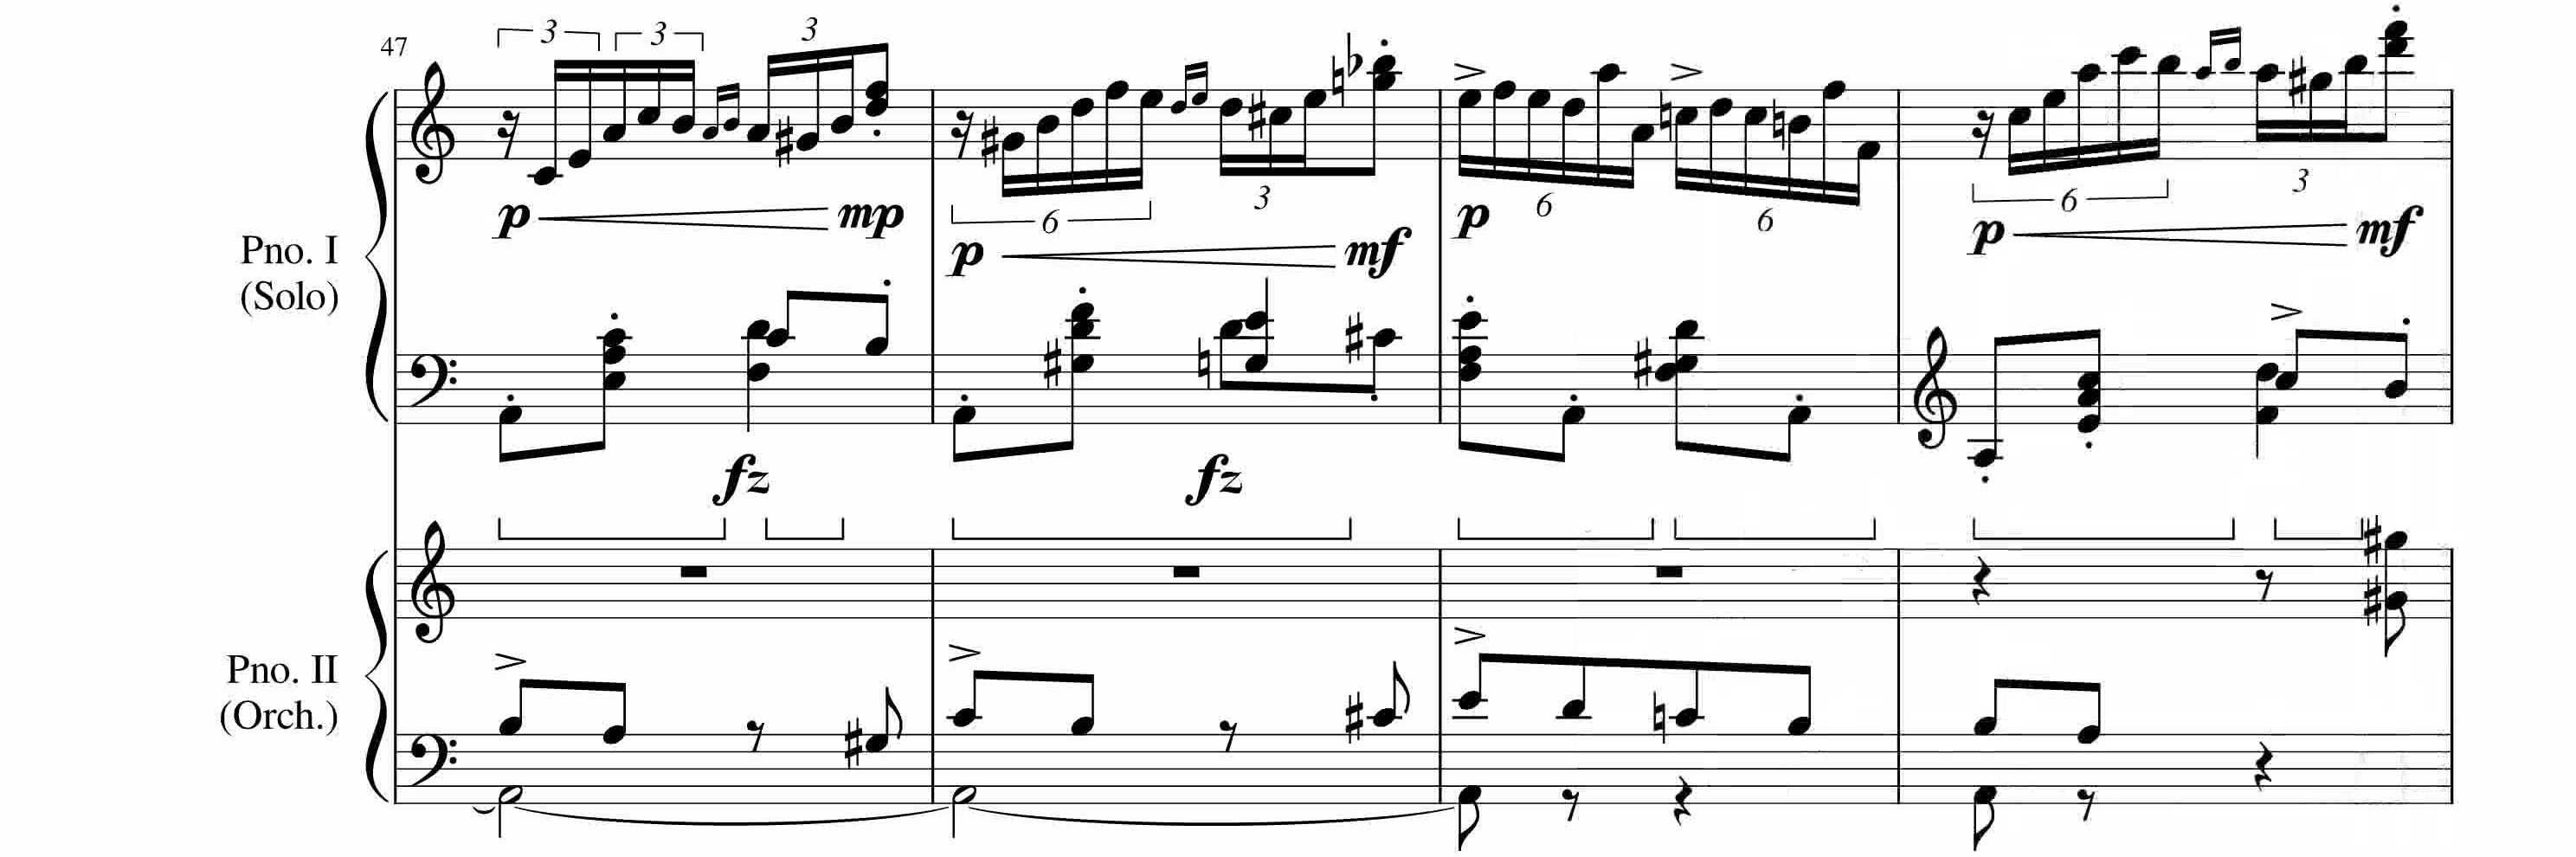 3 3 3
47
6 3 6 6 6 3
p mp p mf p p mf
Pno. I
(Solo)
fz fz
Pno. II
(Orch.)